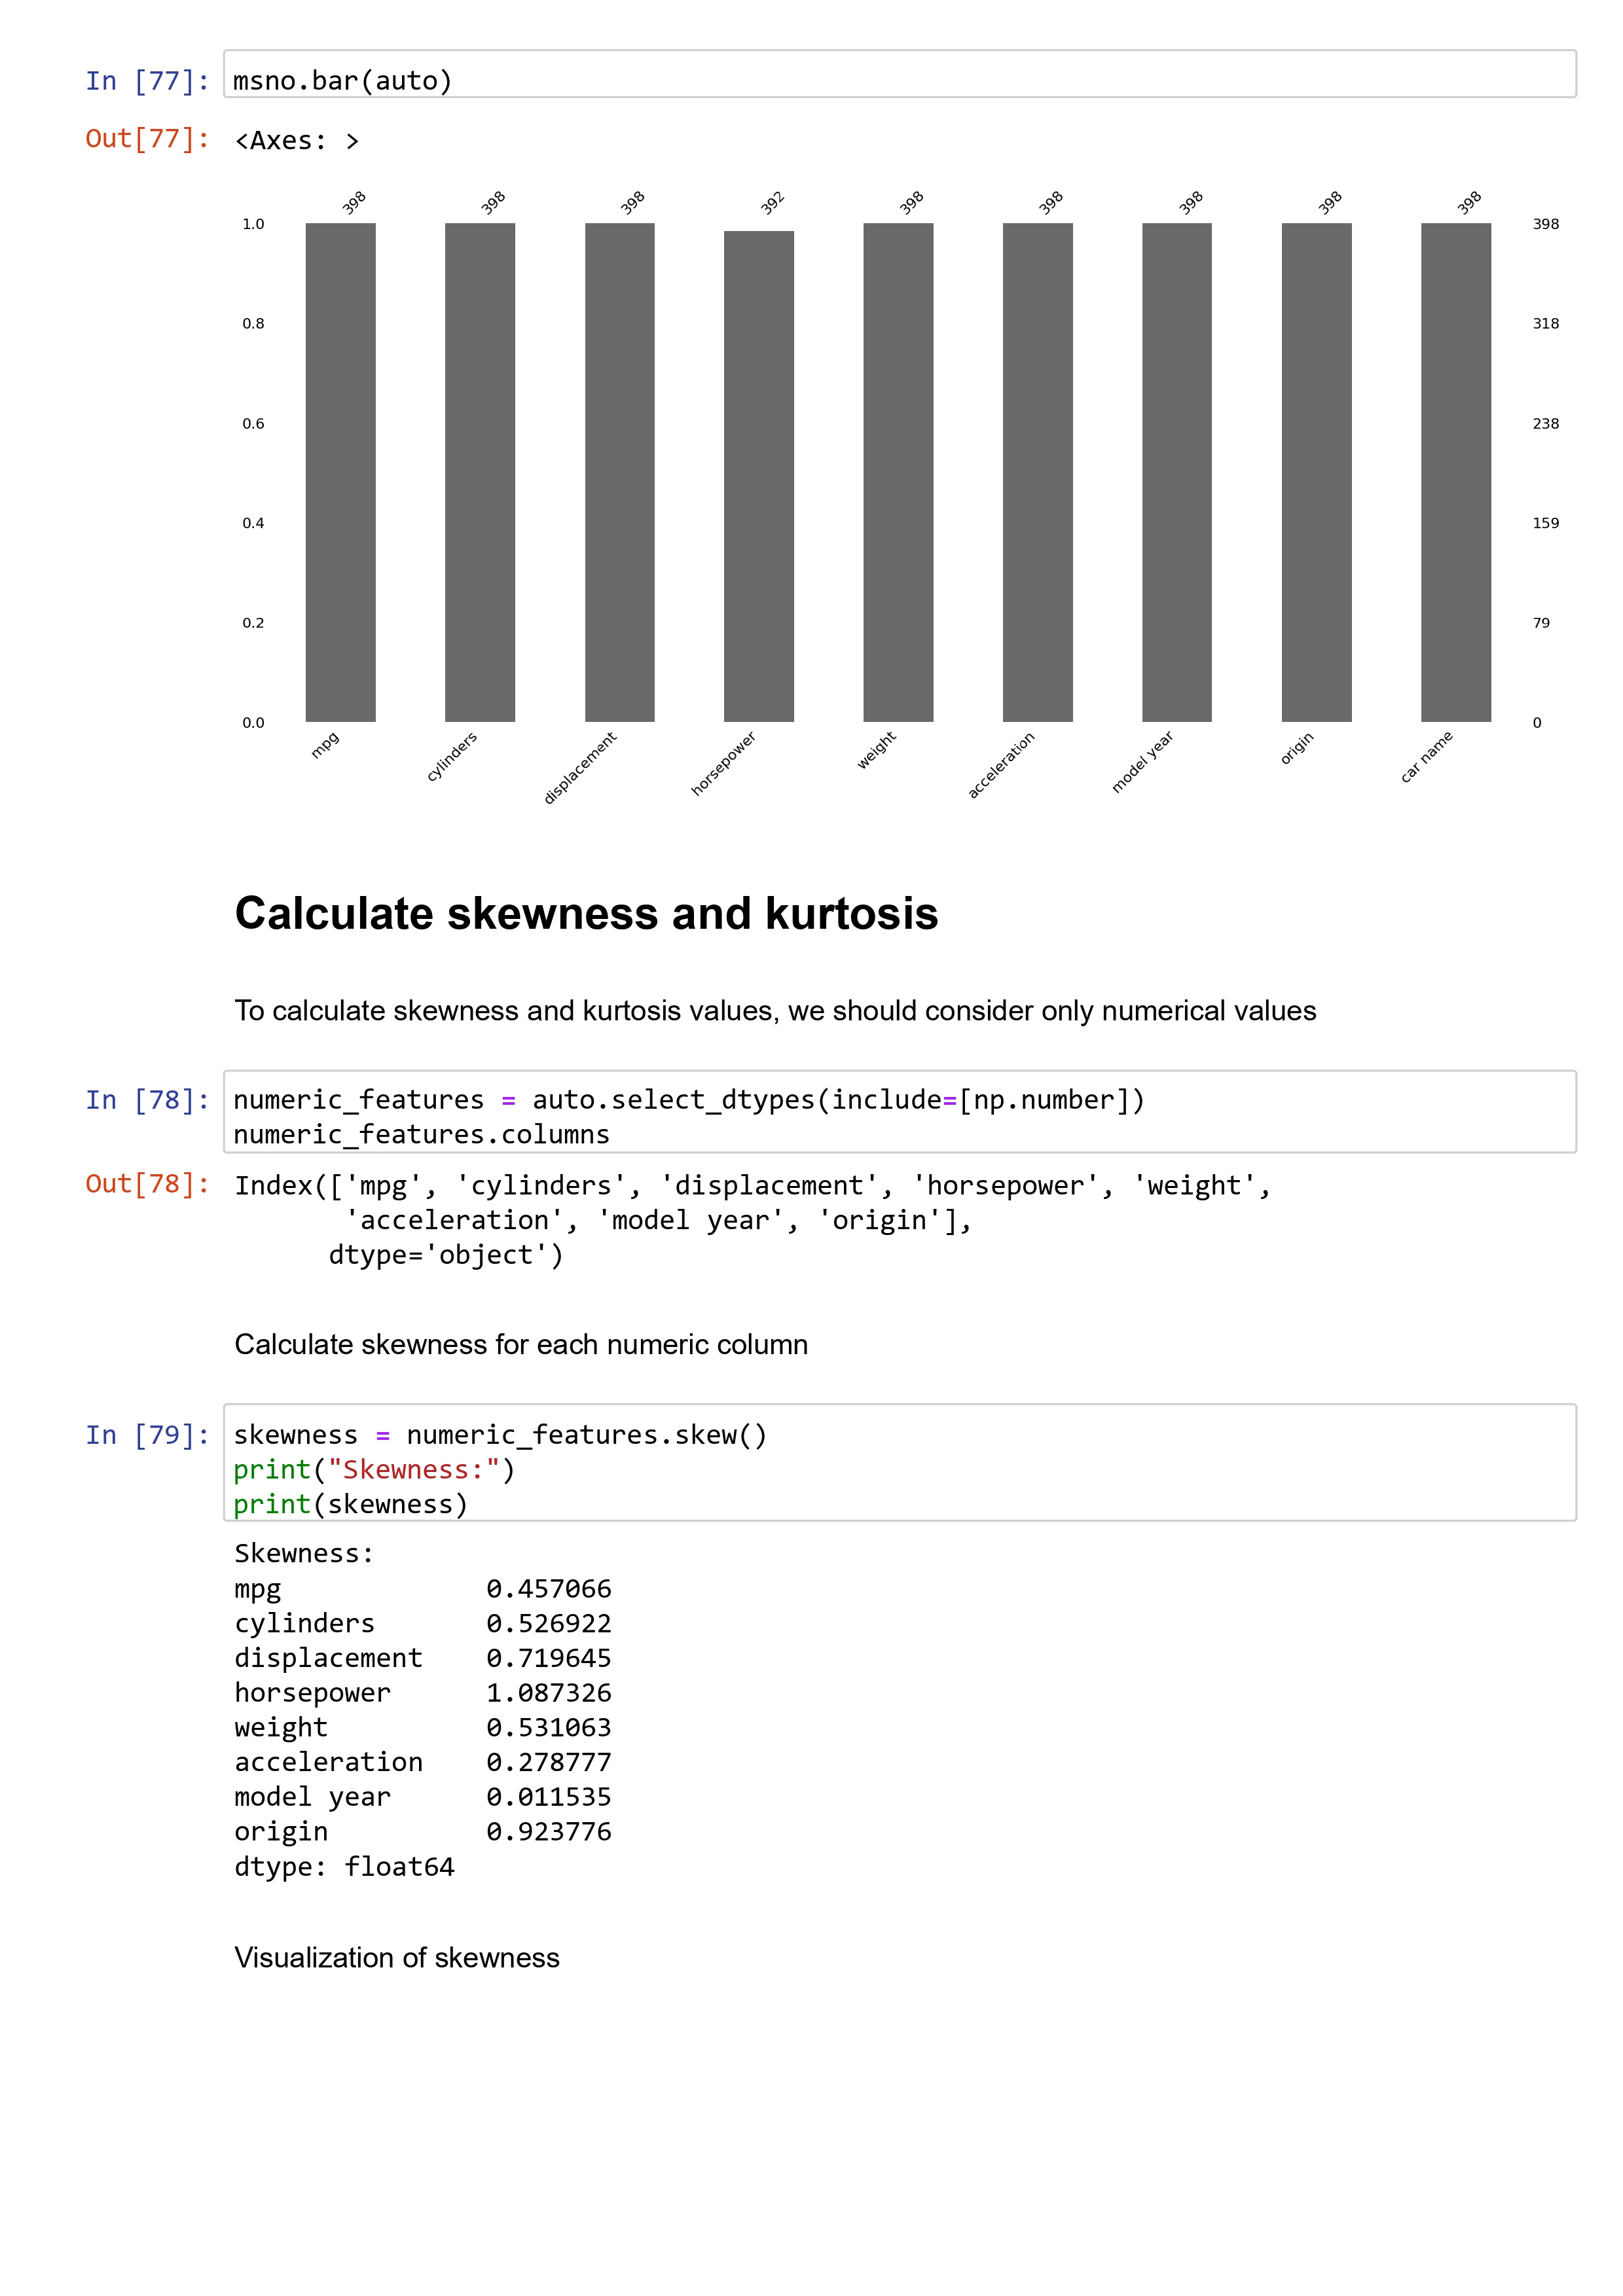 In [77]: msno.bar(auto)
Out[77]: <Axes: >
398 398 398 392 398 398 398 398 398
1.0 398
0.8 318
0.6 238
0.4 159
0.2 79
0.0 0
mpg cylinders displacement horsepower weight acceleration model year origin car name
Calculate skewness and kurtosis
To calculate skewness and kurtosis values, we should consider only numerical values
In [78]: numeric_features = auto.select_dtypes(include=[np.number])
numeric_features.columns
Out[78]: Index(['mpg', 'cylinders', 'displacement', 'horsepower', 'weight',
'acceleration', 'model year', 'origin'],
dtype='object')
Calculate skewness for each numeric column
In [79]: skewness = numeric_features.skew()
print("Skewness:")
print(skewness)
Skewness:
mpg 0.457066
cylinders 0.526922
displacement 0.719645
horsepower 1.087326
weight 0.531063
acceleration 0.278777
model year 0.011535
origin 0.923776
dtype: float64
Visualization of skewness